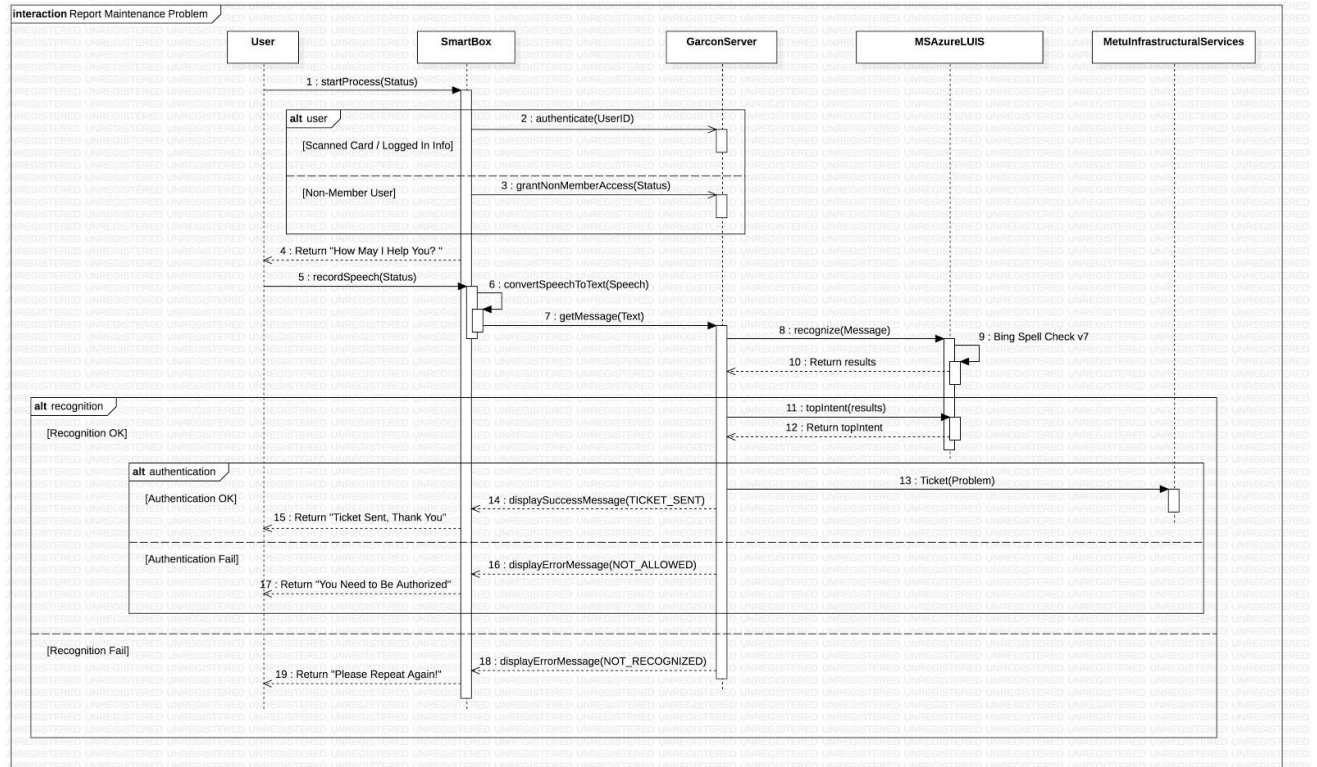 interaction Report Maintenance Problem
User
SmartBox
GarconServer
MSAzureLUIS
MetuInfrastructuralServices
1 : startProcess(Status)
alt user
2 : authenticate(UserID)
[Scanned Card / Logged In Info]
3 : grantNonMemberAccess(Status)
[Non-Member User]
4 : Return "How May I Help You? "
5 : recordSpeech(Status)
6 : convertSpeechToText(Speech)
7 : getMessage(Text)
8 : recognize(Message)
9 : Bing Spell Check v7
10 : Return results
alt recognition
11 : topIntent(results)
12 : Return topIntent
[Recognition OK]
alt authentication
13 : Ticket(Problem)
[Authentication OK]
14 : displaySuccessMessage(TICKET_SENT)
15 : Return "Ticket Sent, Thank You"
[Authentication Fail]
16 : displayErrorMessage(NOT_ALLOWED)
17 : Return "You Need to Be Authorized"
[Recognition Fail]
18 : displayErrorMessage(NOT_RECOGNIZED)
19 : Return "Please Repeat Again!"
UNREGISTERED